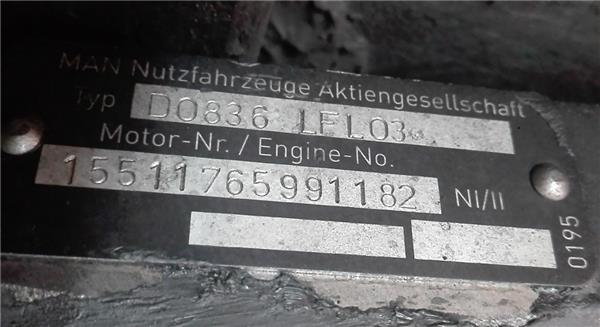 MAN Nutzfahrzeuge Aktiengesellschaft
Typ D0836 LFL03
Motor-Nr. / Engine-No.
15511765991182 NI/II
0195